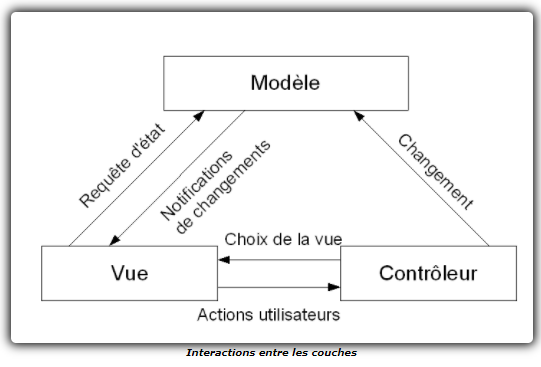 Modèle
Requête d'état
Notifications
de changements
Changement
Choix de la vue
Vue
Contrôleur
Actions utilisateurs
Interactions entre les couches